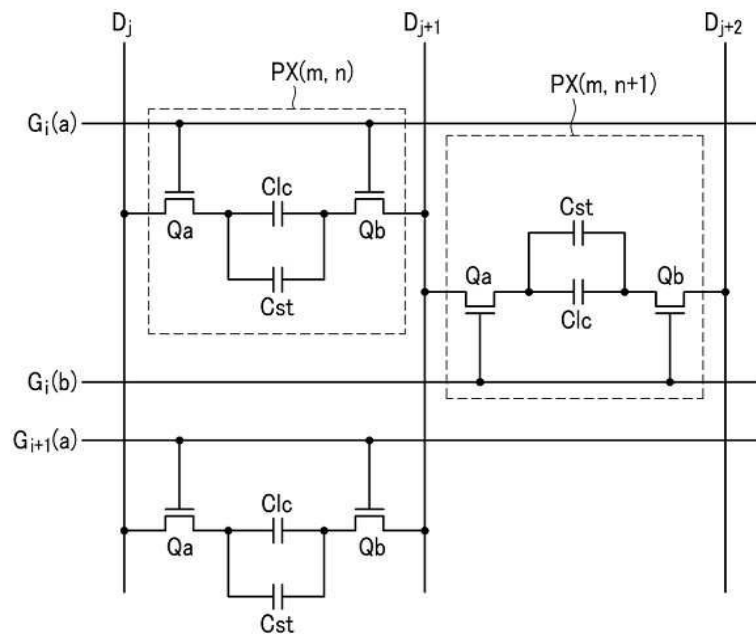 Dj Dj+1 Dj+2
PX(m, n)
PX(m, n+1)
Gi(a)
Clc
Qa Qb
Cst
Cst
Qa Qb
Clc
Gi(b)
Gi+1(a)
Clc
Qa Qb
Cst